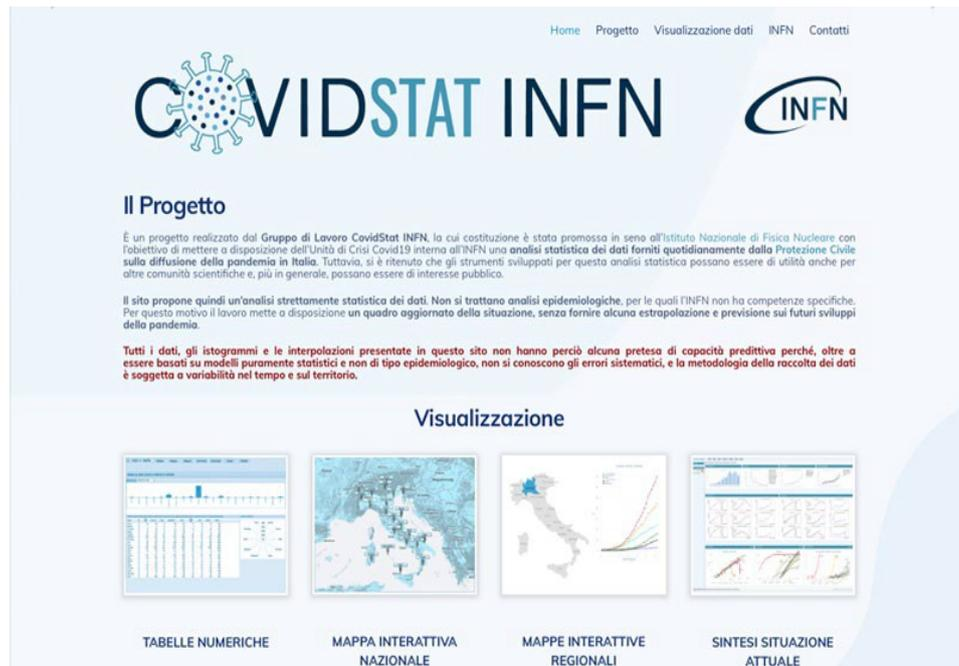 Home Progetto Visualizzazione dati INFN Contatti
COVIDSTAT INFN
INFN
Il Progetto
È un progetto realizzato dal Gruppo di Lavoro CovidStat INFN, la cui costituzione è stata promossa in seno all'Istituto Nazionale di Fisica Nucleare con
l'obiettivo di mettere a disposizione dell'Unità di Crisi Covid19 interna all'INFN una analisi statistica dei dati forniti quotidianamente dalla Protezione Civile
sulla diffusione della pandemia in Italia. Tuttavia, si è ritenuto che gli strumenti sviluppati per questa analisi statistica possano essere di utilità anche per
altre comunità scientifiche e, più in generale, possano essere di interesse pubblico.
Il sito propone quindi un'analisi strettamente statistica dei dati. Non si trattano analisi epidemiologiche, per le quali l'INFN non ha competenze specifiche.
Per questo motivo il lavoro mette a disposizione un quadro aggiornato della situazione, senza fornire alcuna estrapolazione e previsione sui futuri sviluppi
della pandemia.
Tutti i dati, gli istogrammi e le interpolazioni presentate in questo sito non hanno perciò alcuna pretesa di capacità predittiva perché, oltre a
essere basati su modelli puramente statistici e non di tipo epidemiologico, non si conoscono gli errori sistematici, e la metodologia della raccolta dei dati
è soggetta a variabilità nel tempo e sul territorio.
Visualizzazione
TABELLE NUMERICHE
MAPPA INTERATTIVA
NAZIONALE
MAPPE INTERATTIVE
REGIONALI
SINTESI SITUAZIONE
ATTUALE